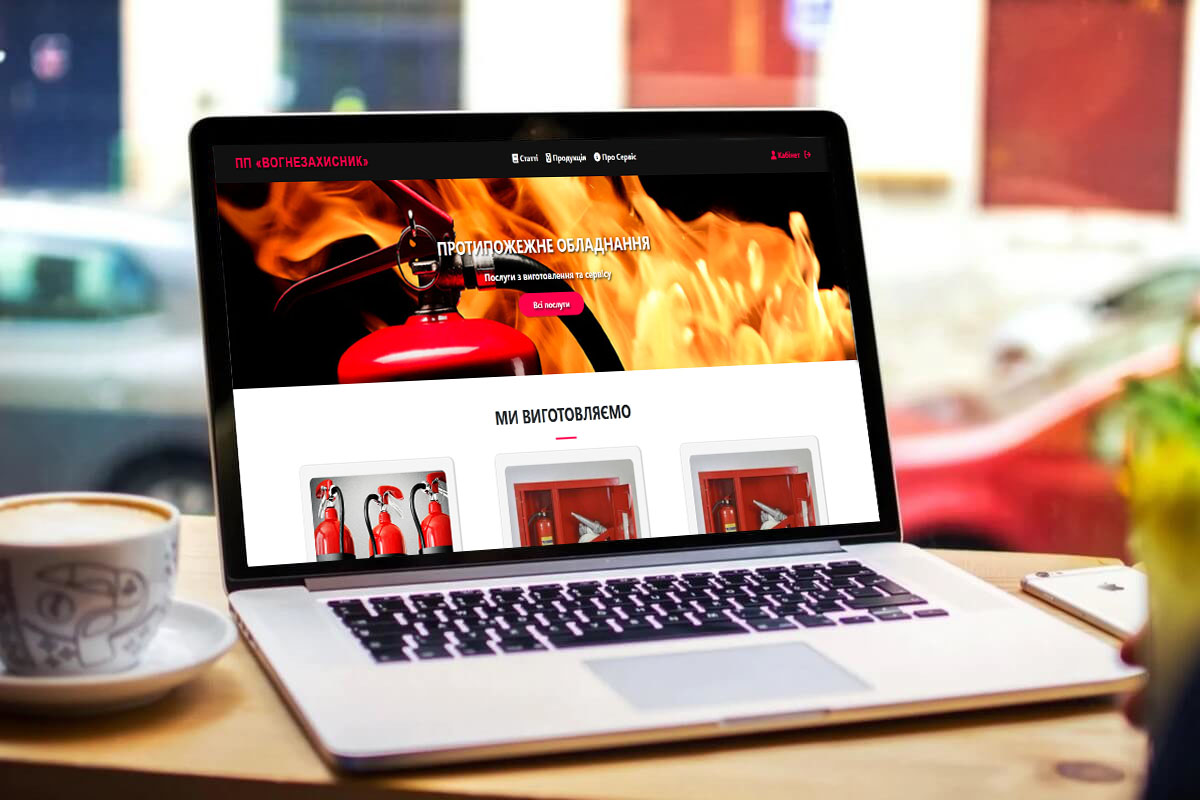 ПП «ВОГНЕЗАХИСНИК»
Статті Продукція Про Сервіс
Кабінет
ПРОТИПОЖЕЖНЕ ОБЛАДНАННЯ
Послуги з виготовлення та сервісу
Всі послуги
МИ ВИГОТОВЛЯЄМО